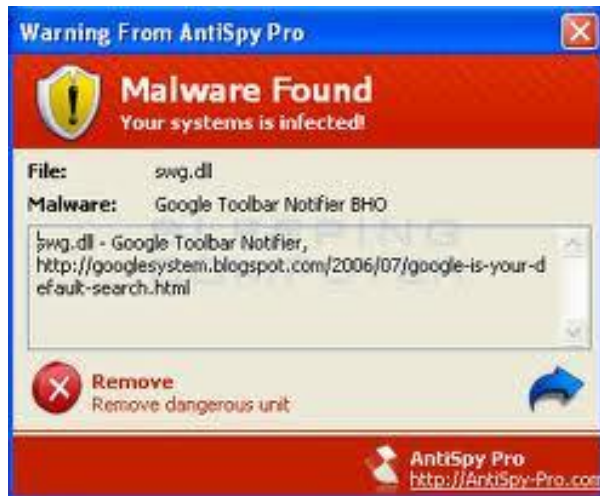 Warning From AntiSpy Pro
Malware Found
Your systems is infected!
File: swg.dll
Malware: Google Toolbar Notifier BHO
swg.dll - Google Toolbar Notifier,
http://googlesystem.blogspot.com/2006/07/google-is-your-d
efault-search.html
Remove
Remove dangerous unit
AntiSpy Pro
http://AntiSpy-Pro.com